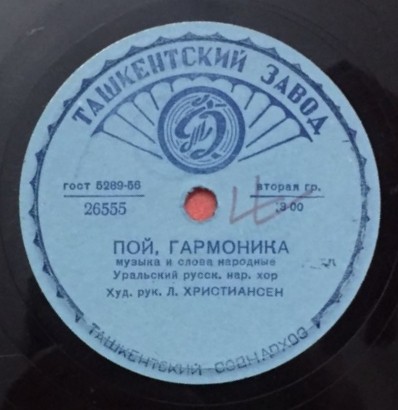 ТАШКЕНТСКИЙ ЗАВОД
ГОСТ 5289-56
вторая гр.
26555
3-00
ПОЙ, ГАРМОНИКА
музыка и слова народные
Уральский русск. нар. хор
Худ. рук. Л. ХРИСТИАНСЕН
ТАШКЕНТСКИЙ СОВНАРХОЗ